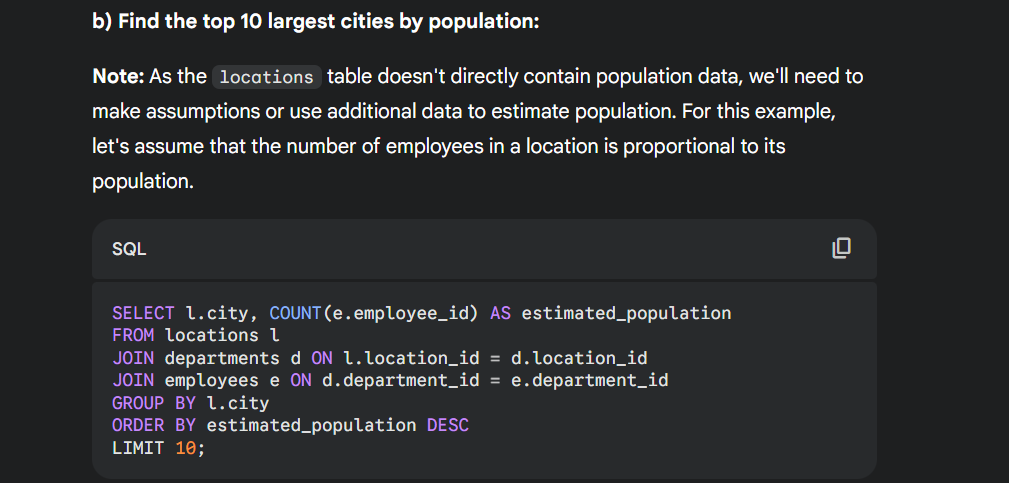 b) Find the top 10 largest cities by population:
Note: As the locations table doesn't directly contain population data, we'll need to
make assumptions or use additional data to estimate population. For this example,
let's assume that the number of employees in a location is proportional to its
population.
SQL
SELECT l.city, COUNT(e.employee_id) AS estimated_population
FROM locations l
JOIN departments d ON l.location_id = d.location_id
JOIN employees e ON d.department_id = e.department_id
GROUP BY l.city
ORDER BY estimated_population DESC
LIMIT 10;